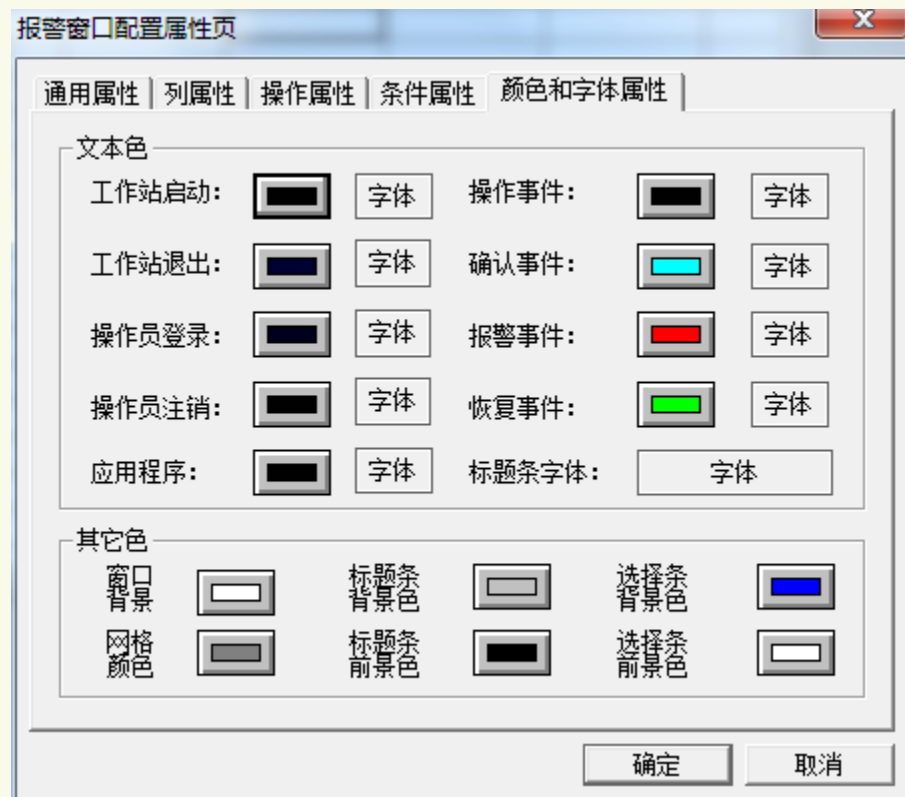 报警窗口配置属性页
通用属性 列属性 操作属性 条件属性 颜色和字体属性
文本色
工作站启动: 字体 操作事件: 字体
工作站退出: 字体 确认事件: 字体
操作员登录: 字体 报警事件: 字体
操作员注销: 字体 恢复事件: 字体
应用程序: 字体 标题条字体: 字体
其它色
窗口 标题条 选择条
背景 背景色 背景色
网格 标题条 选择条
颜色 前景色 前景色
确定 取消